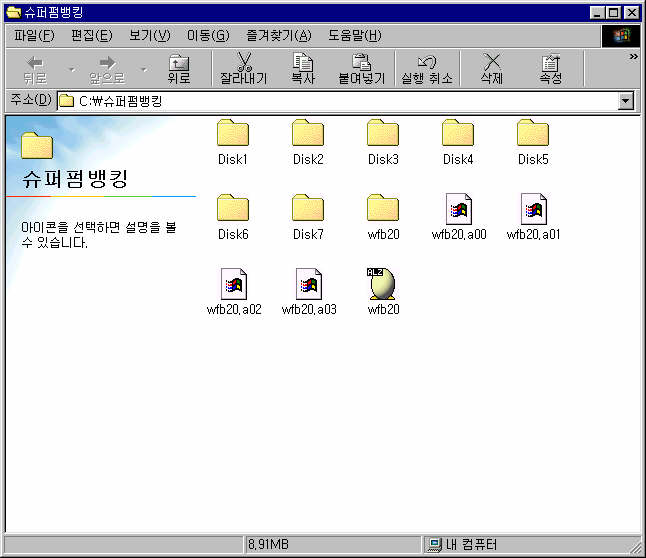 슈퍼펌뱅킹
파일(F) 편집(E) 보기(V) 이동(G) 즐겨찾기(A) 도움말(H)
뒤로 앞으로 위로 잘라내기 복사 붙여넣기 실행 취소 삭제 속성 »
주소(D) C:₩슈퍼펌뱅킹
슈퍼펌뱅킹
아이콘을 선택하면 설명을 볼
수 있습니다.
Disk1 Disk2 Disk3 Disk4 Disk5
Disk6 Disk7 wfb20 wfb20.a00 wfb20.a01
ALZ
wfb20.a02 wfb20.a03 wfb20
8.91MB 내 컴퓨터